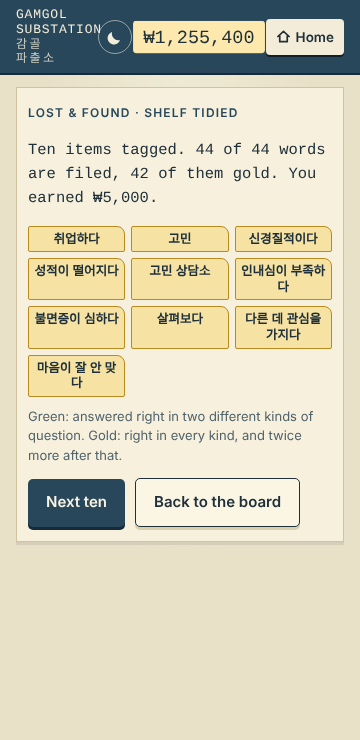 GAMGOL
SUBSTATION
감골
파출소
₩1,255,400
Home
LOST & FOUND · SHELF TIDIED
Ten items tagged. 44 of 44 words
are filed, 42 of them gold. You
earned ₩5,000.
취업하다
고민
신경질적이다
성적이 떨어지다
고민 상담소
인내심이 부족하
다
불면증이 심하다
살펴보다
다른 데 관심을
가지다
마음이 잘 안 맞
다
Green: answered right in two different kinds of
question. Gold: right in every kind, and twice
more after that.
Next ten
Back to the board